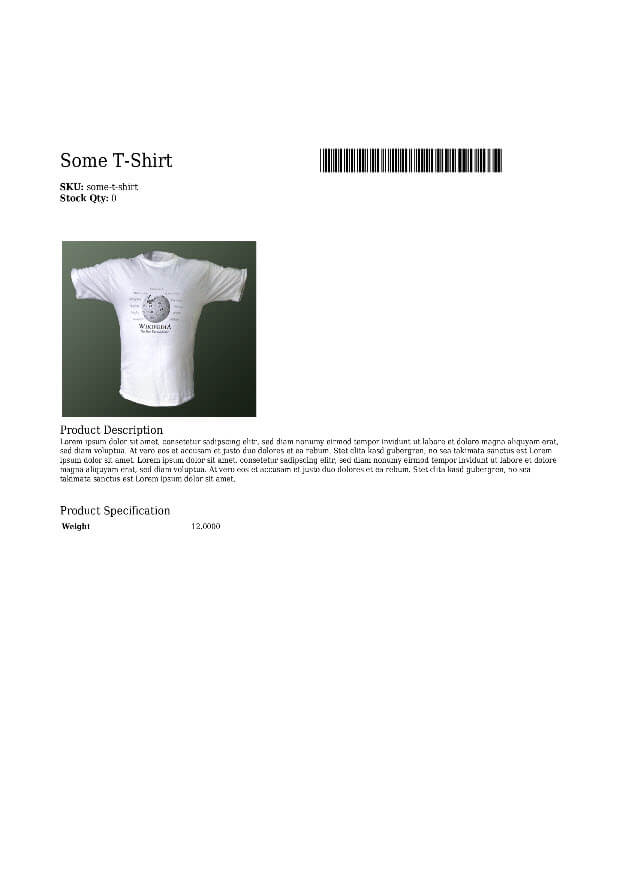 Some T-Shirt
SKU: some-t-shirt
Stock Qty: 0
WIKIPEDIA
Product Description
Lorem ipsum dolor sit amet, consetetur sadipscing elitr, sed diam nonumy eirmod tempor invidunt ut labore et dolore magna aliquyam erat,
sed diam voluptua. At vero eos et accusam et justo duo dolores et ea rebum. Stet clita kasd gubergren, no sea takimata sanctus est Lorem
ipsum dolor sit amet. Lorem ipsum dolor sit amet, consetetur sadipscing elitr, sed diam nonumy eirmod tempor invidunt ut labore et dolore
magna aliquyam erat, sed diam voluptua. At vero eos et accusam et justo duo dolores et ea rebum. Stet clita kasd gubergren, no sea
takimata sanctus est Lorem ipsum dolor sit amet.
Product Specification
Weight 12.0000